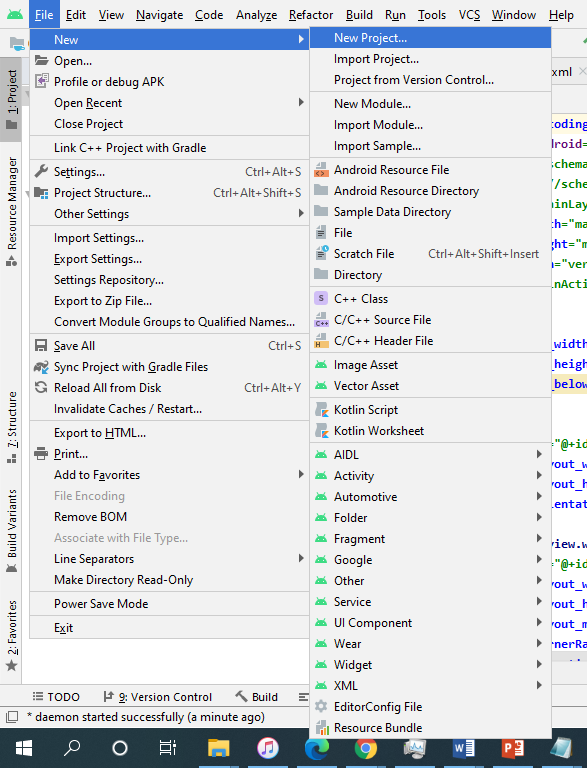 File Edit View Navigate Code Analyze Refactor Build Run Tools VCS Window Help
New
Open...
Profile or debug APK
Open Recent
Close Project
Link C++ Project with Gradle
Settings... Ctrl+Alt+S
Project Structure... Ctrl+Alt+Shift+S
Other Settings
Import Settings...
Export Settings...
Settings Repository...
Export to Zip File...
Convert Module Groups to Qualified Names...
Save All Ctrl+S
Sync Project with Gradle Files
Reload All from Disk Ctrl+Alt+Y
Invalidate Caches / Restart...
Export to HTML...
Print...
Add to Favorites
File Encoding
Remove BOM
Associate with File Type...
Line Separators
Make Directory Read-Only
Power Save Mode
Exit
New Project...
Import Project...
Project from Version Control...
New Module...
Import Module...
Import Sample...
Android Resource File
Android Resource Directory
Sample Data Directory
File
Scratch File Ctrl+Alt+Shift+Insert
Directory
C++ Class
C/C++ Source File
C/C++ Header File
Image Asset
Vector Asset
Kotlin Script
Kotlin Worksheet
AIDL
Activity
Automotive
Folder
Fragment
Google
Other
Service
UI Component
Wear
Widget
XML
EditorConfig File
Resource Bundle
1: Project
Resource Manager
7: Structure
Build Variants
2: Favorites
xml
coding
droid=
schema
//sche
ainLay
th="ma
ght="m
n="ver
inActi
_width
_heigh
_below
="@+id
yout_w
yout_h
ientat
view.w
="@+id
yout_w
yout_h
yout_m
rnerRa
TODO 9: Version Control Build
* daemon started successfully (a minute ago)